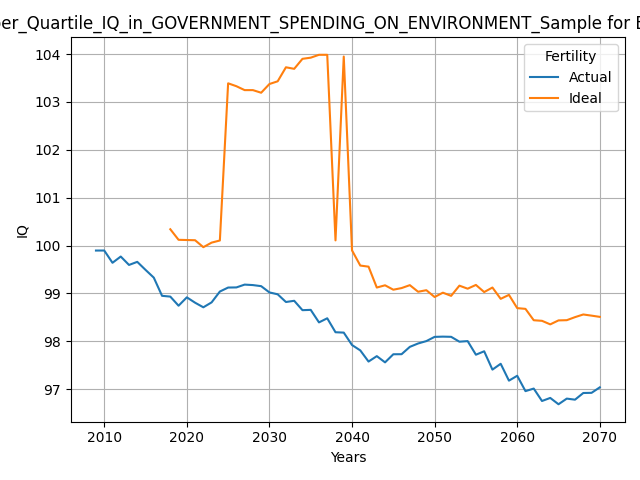 per_Quartile_IQ_in_GOVERNMENT_SPENDING_ON_ENVIRONMENT_Sample for
Fertility
Actual
Ideal
104
103
102
101
100
99
98
97
IQ
2010 2020 2030 2040 2050 2060 2070
Years